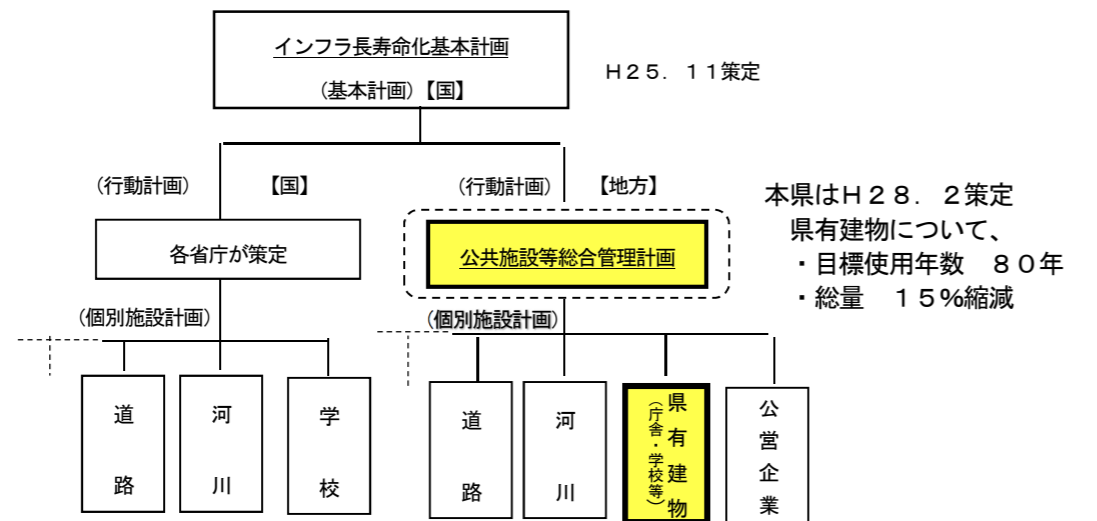 インフラ長寿命化基本計画
(基本計画)【国】
H25．11策定
(行動計画)
【国】
(行動計画)
【地方】
各省庁が策定
公共施設等総合管理計画
本県はH28．2策定
県有建物について、
・目標使用年数　80年
・総量　15%縮減
(個別施設計画)
(個別施設計画)
道路
河川
学校
道路
河川
県有建物
(庁舎・学校等)
公営企業